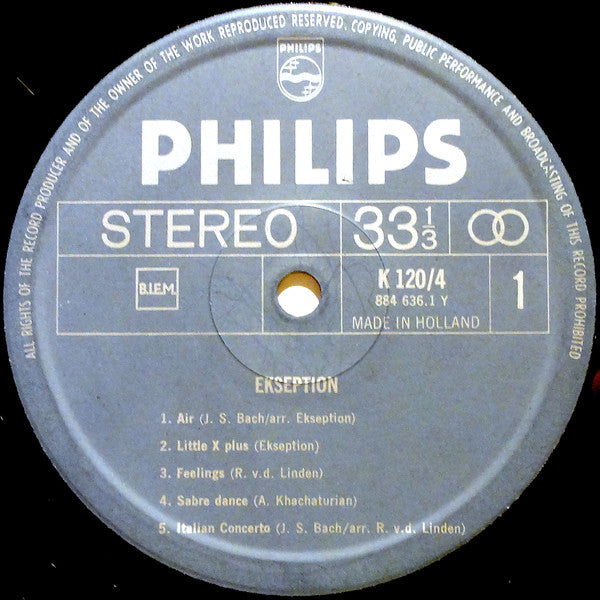 ALL RIGHTS OF THE RECORD PRODUCER AND OF THE OWNER OF THE WORK REPRODUCED RESERVED. COPYING, PUBLIC PERFORMANCE AND BROADCASTING OF THIS RECORD PROHIBITED
PHILIPS
PHILIPS
STEREO 33 1/3
B.I.E.M. K 120/4 1
884 636.1 Y
MADE IN HOLLAND
EKSEPTION
1. Air (J. S. Bach/arr. Ekseption)
2. Little X plus (Ekseption)
3. Feelings (R. v.d. Linden)
4. Sabre dance (A. Khachaturian)
5. Italian Concerto (J. S. Bach/arr. R. v.d. Linden)